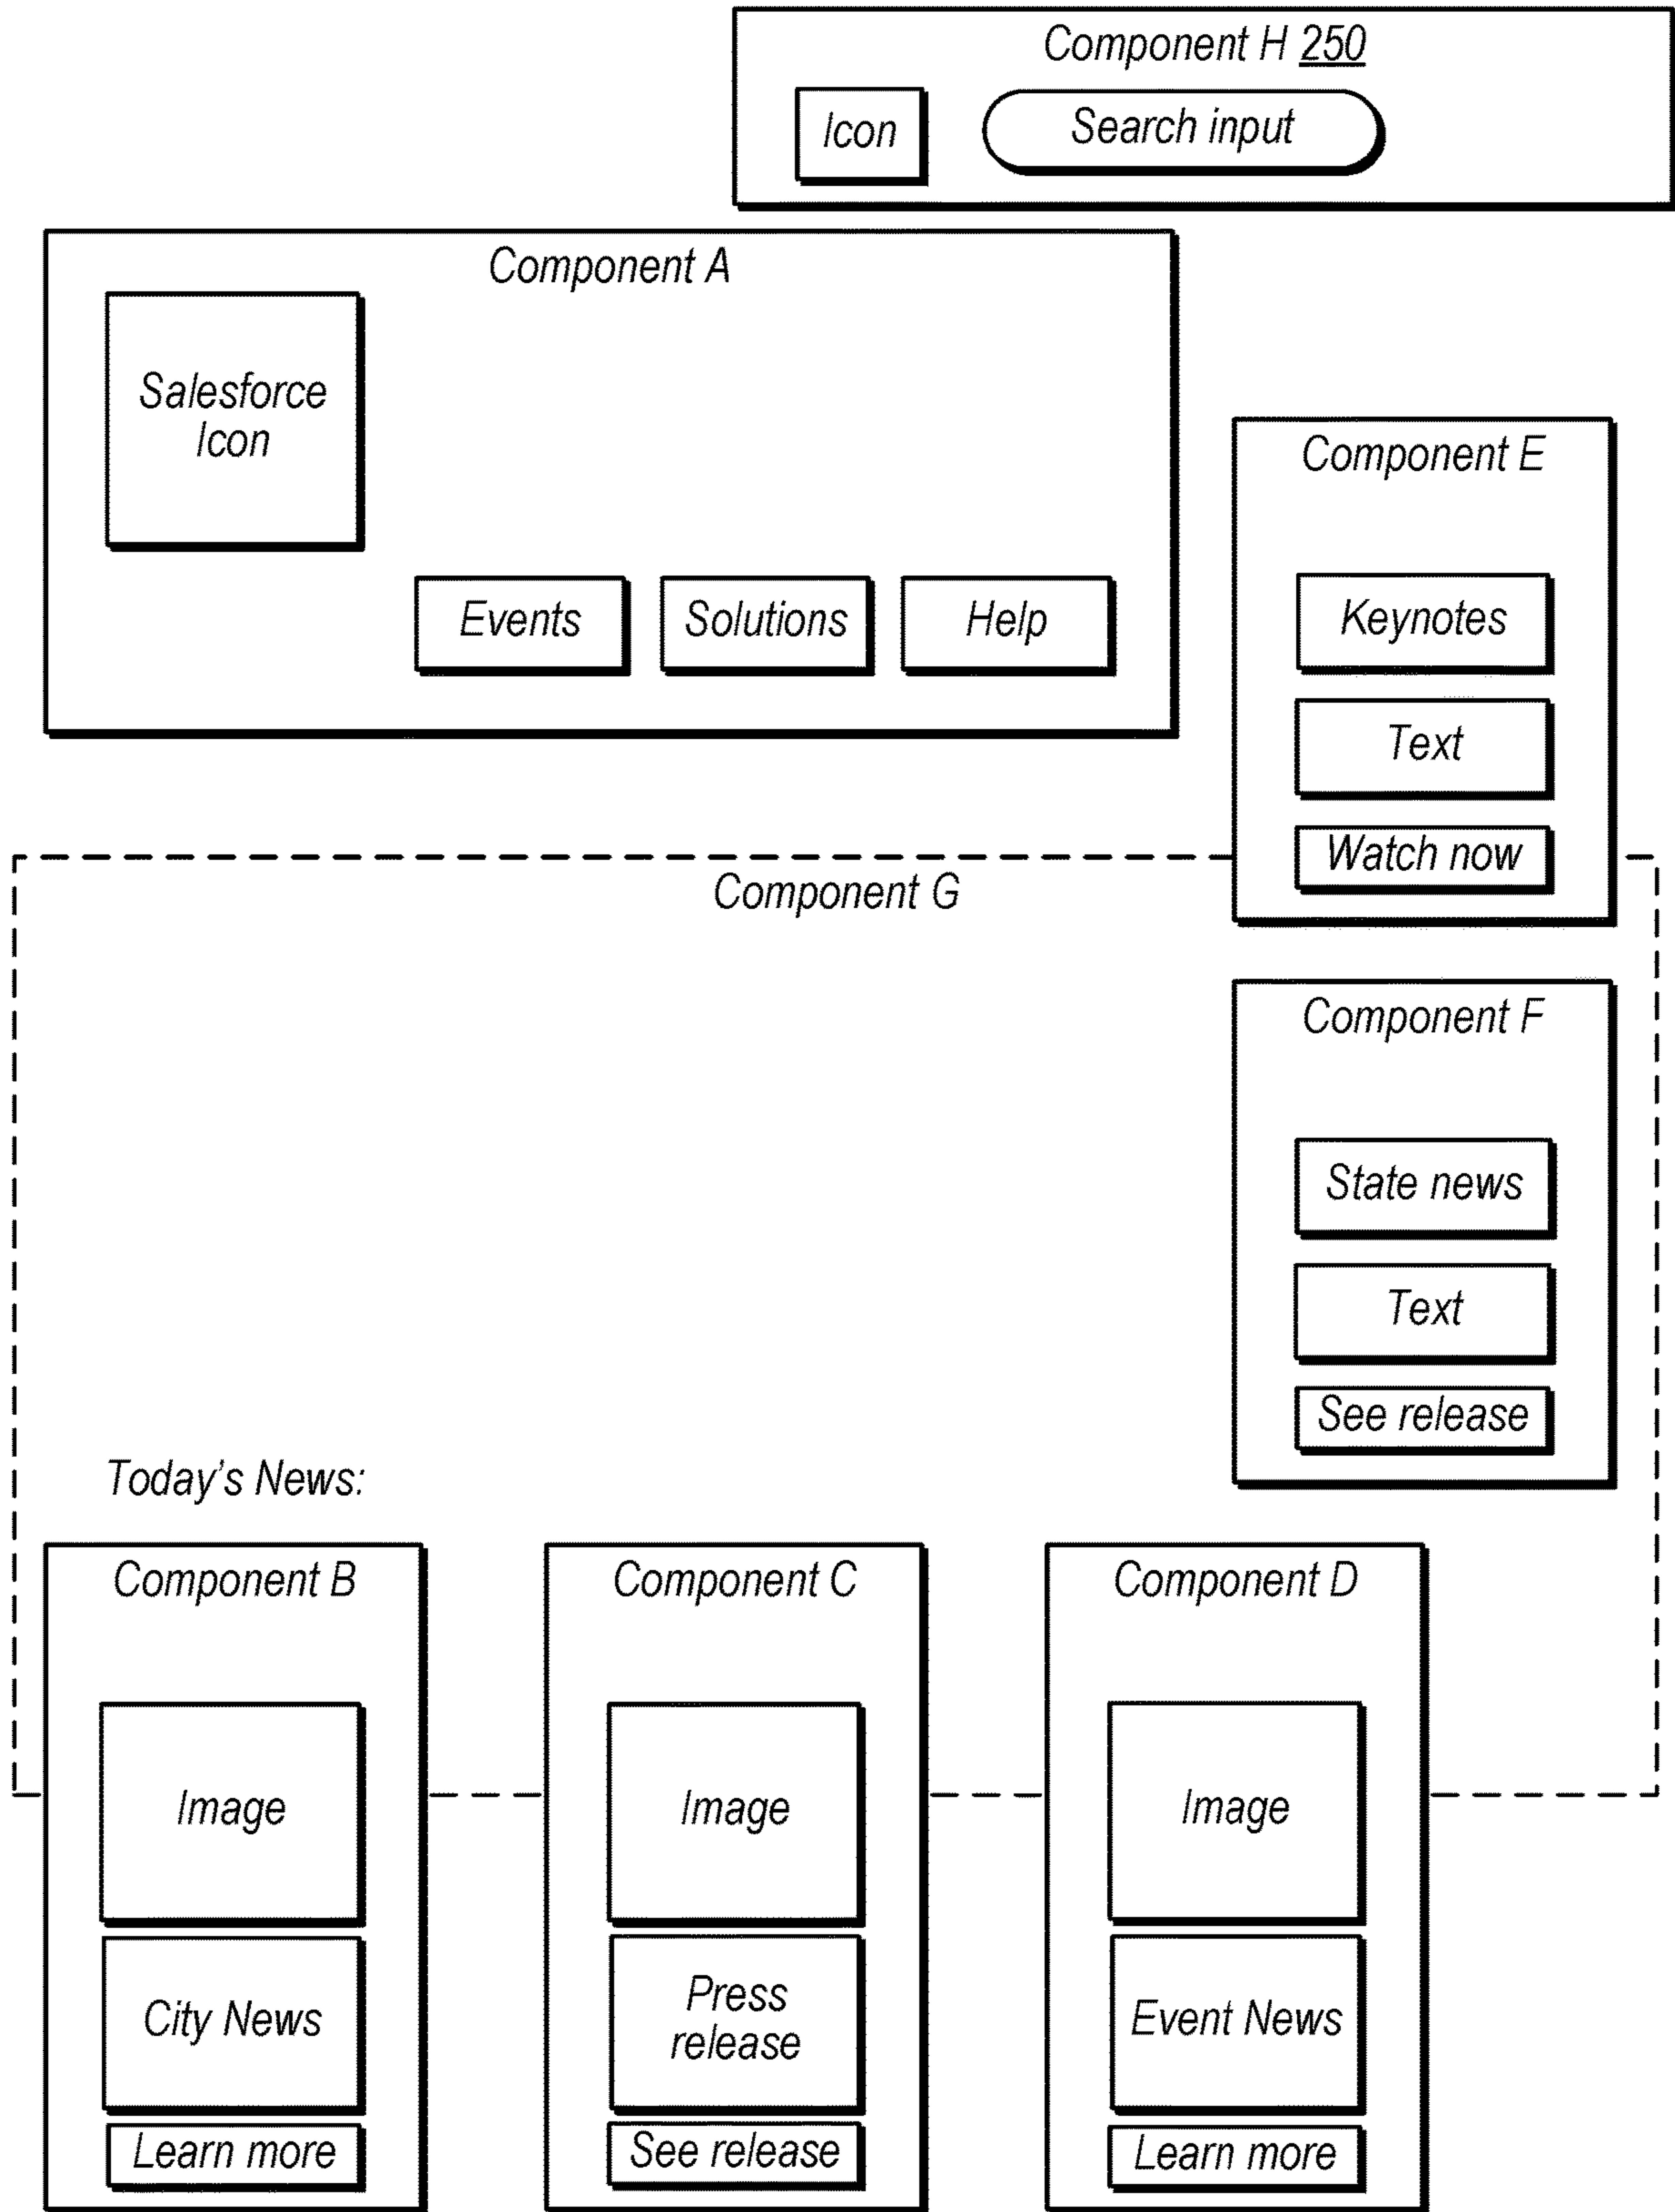 Component H 250
Icon
Search input
Component A
Salesforce
Icon
Events
Solutions
Help
Component E
Keynotes
Text
Watch now
Component G
Component F
State news
Text
See release
Today's News:
Component B
Image
City News
Learn more
Component C
Image
Press
release
See release
Component D
Image
Event News
Learn more